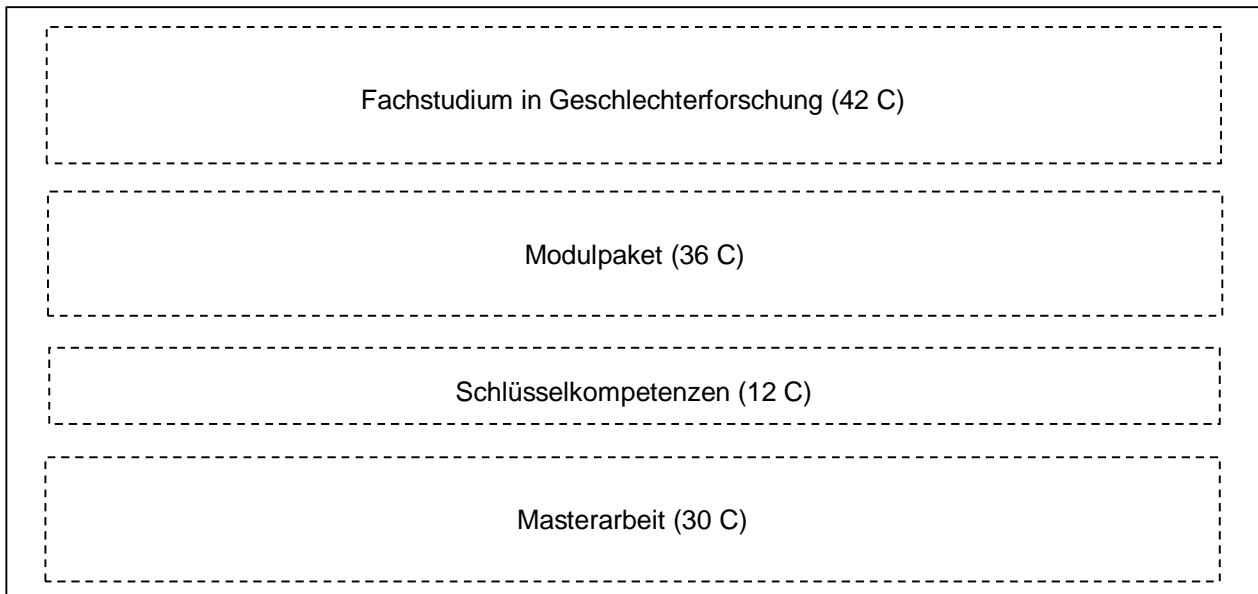 Fachstudium in Geschlechterforschung (42 C)
Modulpaket (36 C)
Schlüsselkompetenzen (12 C)
Masterarbeit (30 C)